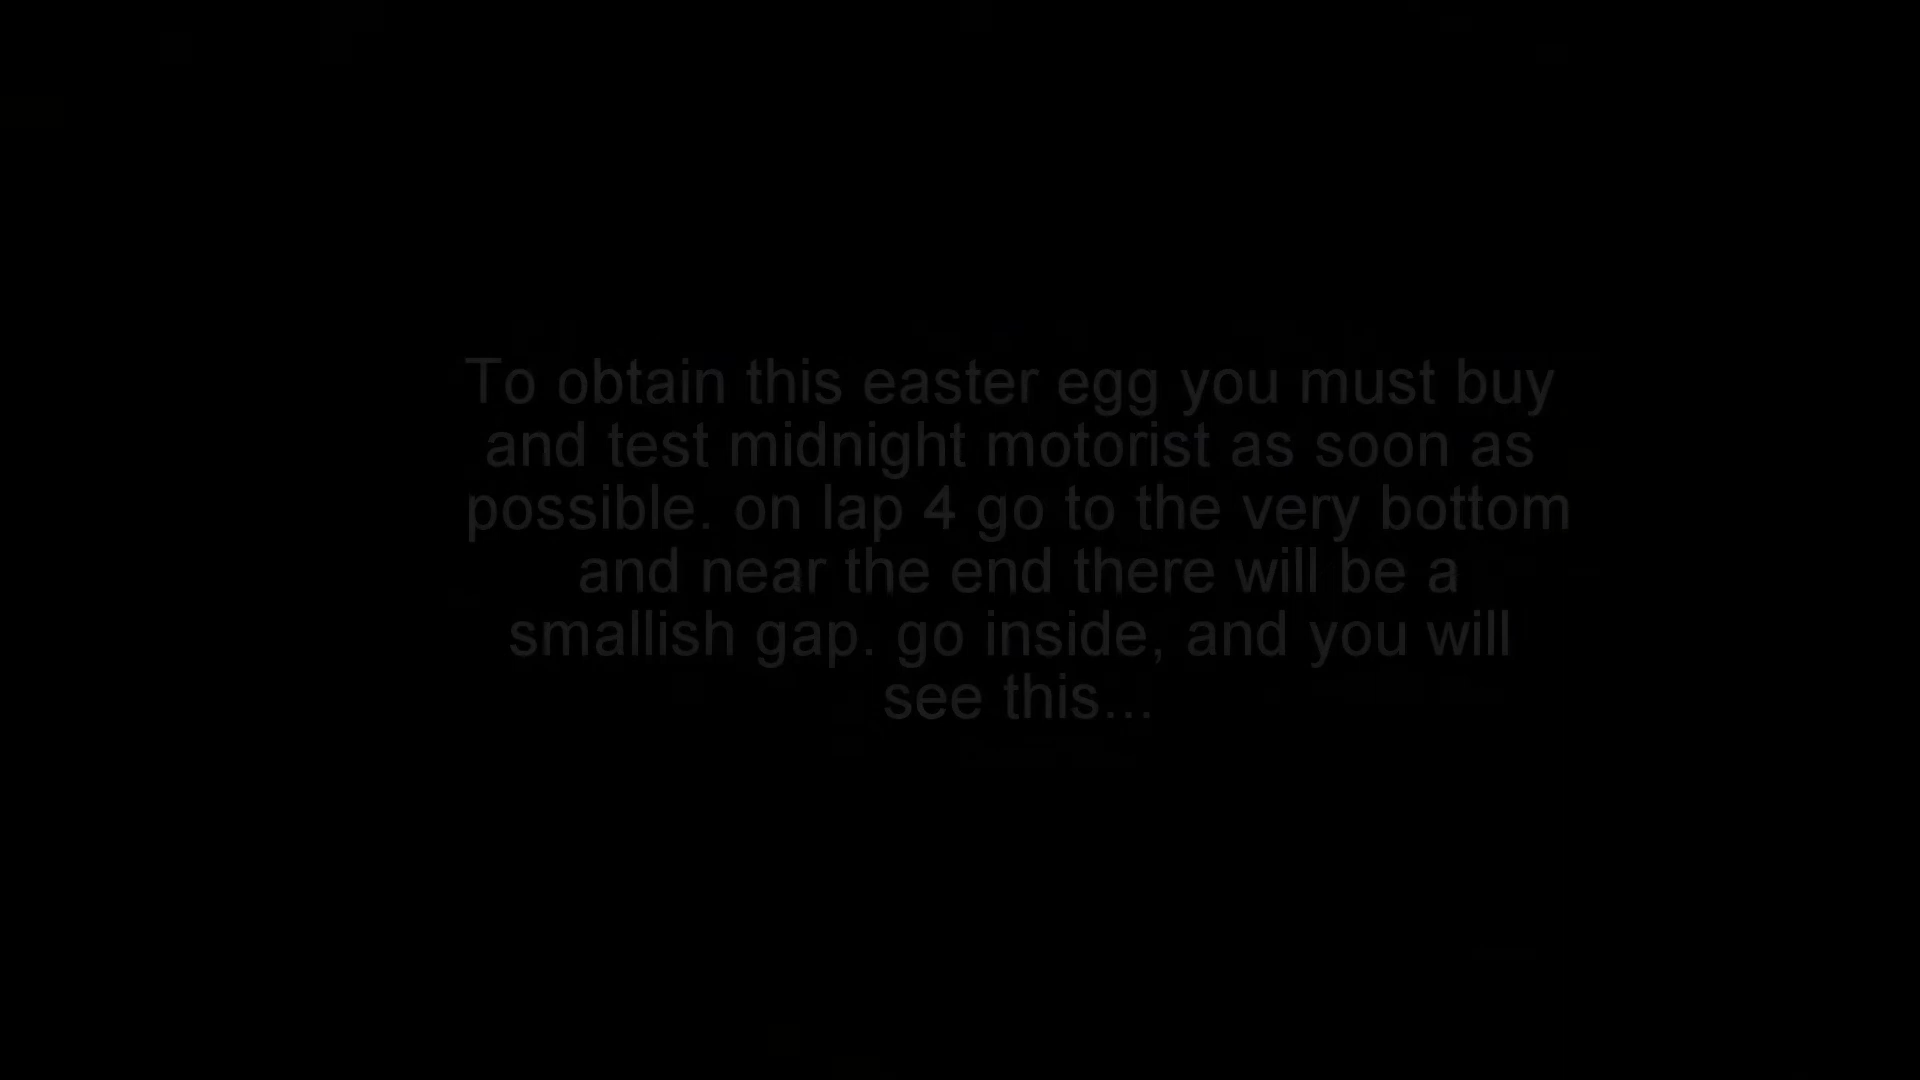 To obtain this easter egg you must buy
and test midnight motorist as soon as
possible. on lap 4 go to the very bottom
and near the end there will be a
smallish gap. go inside, and you will
see this...